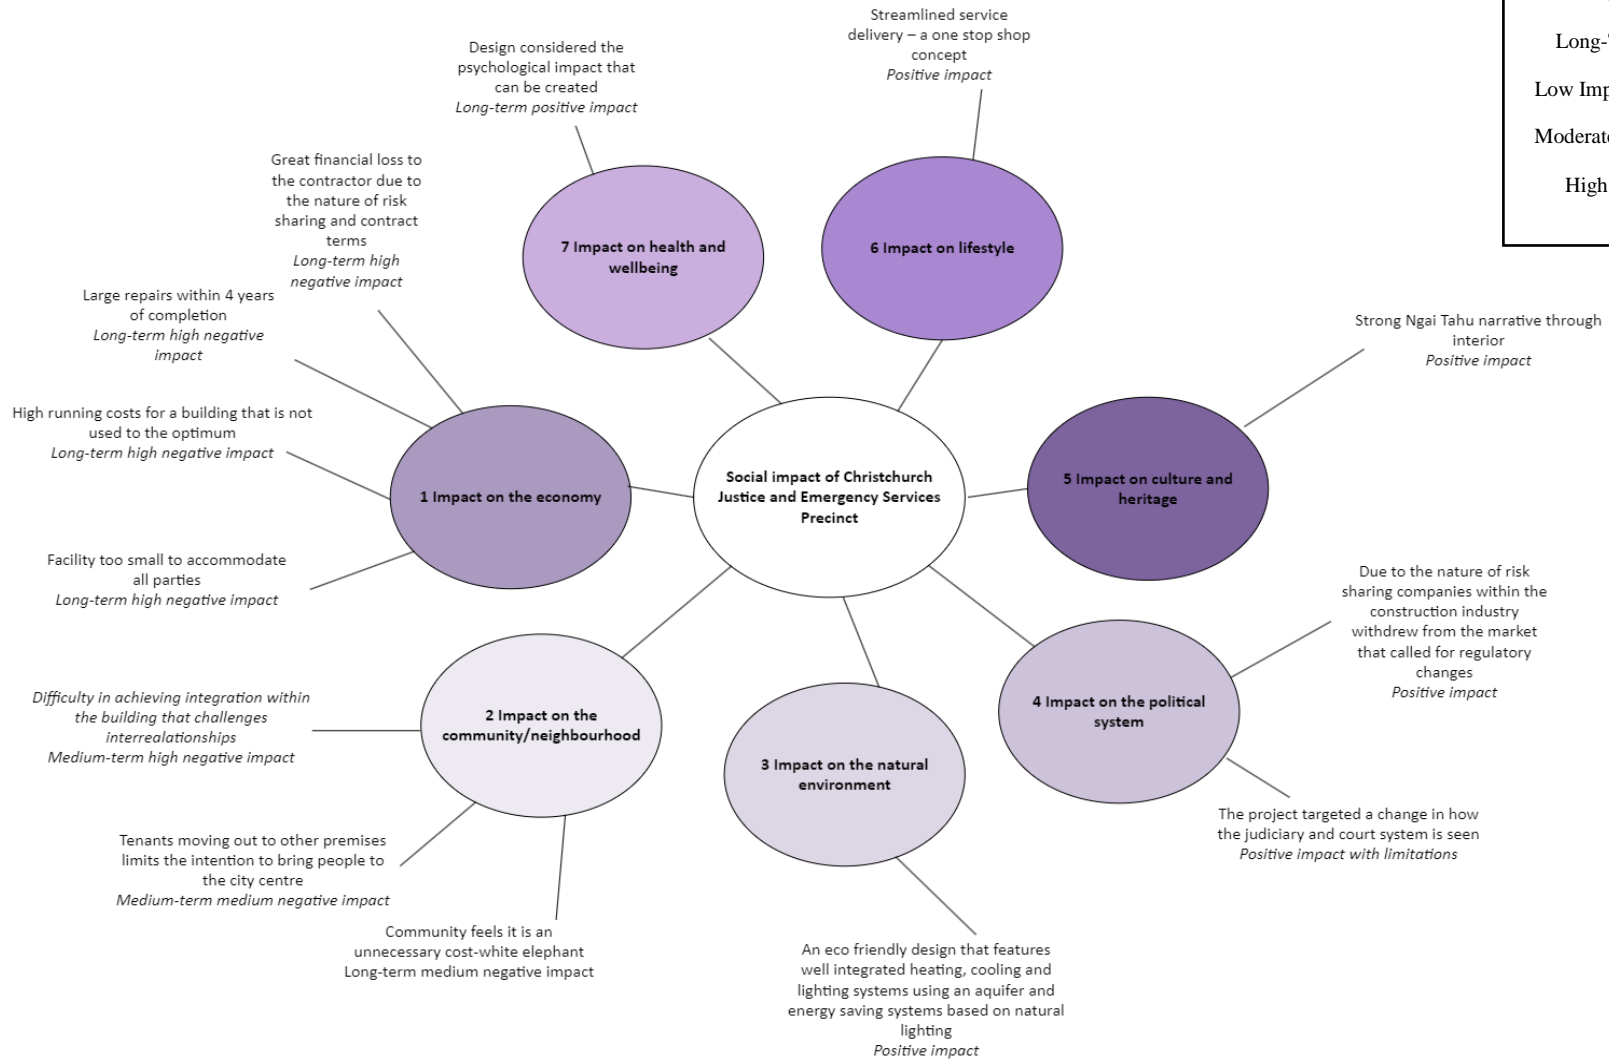 Streamlined service
delivery – a one stop shop
concept
Positive impact
Long-
Low Imp
Moderate
High
Design considered the
psychological impact that
can be created
Long-term positive impact
Great financial loss to
the contractor due to
the nature of risk
sharing and contract
terms
Long-term high
negative impact
7 Impact on health and
wellbeing
6 Impact on lifestyle
Large repairs within 4 years
of completion
Long-term high negative
impact
Strong Ngai Tahu narrative through
interior
Positive impact
High running costs for a building that is not
used to the optimum
Long-term high negative impact
1 Impact on the economy
Social impact of Christchurch
Justice and Emergency Services
Precinct
5 Impact on culture and
heritage
Facility too small to accommodate
all parties
Long-term high negative impact
Due to the nature of risk
sharing companies within the
construction industry
withdrew from the market
that called for regulatory
changes
Positive impact
Difficulty in achieving integration within
the building that challenges
interrealationships
Medium-term high negative impact
2 Impact on the
community/neighbourhood
3 Impact on the natural
environment
4 Impact on the political
system
The project targeted a change in how
the judiciary and court system is seen
Positive impact with limitations
Tenants moving out to other premises
limits the intention to bring people to
the city centre
Medium-term medium negative impact
Community feels it is an
unnecessary cost-white elephant
Long-term medium negative impact
An eco friendly design that features
well integrated heating, cooling and
lighting systems using an aquifer and
energy saving systems based on natural
lighting
Positive impact